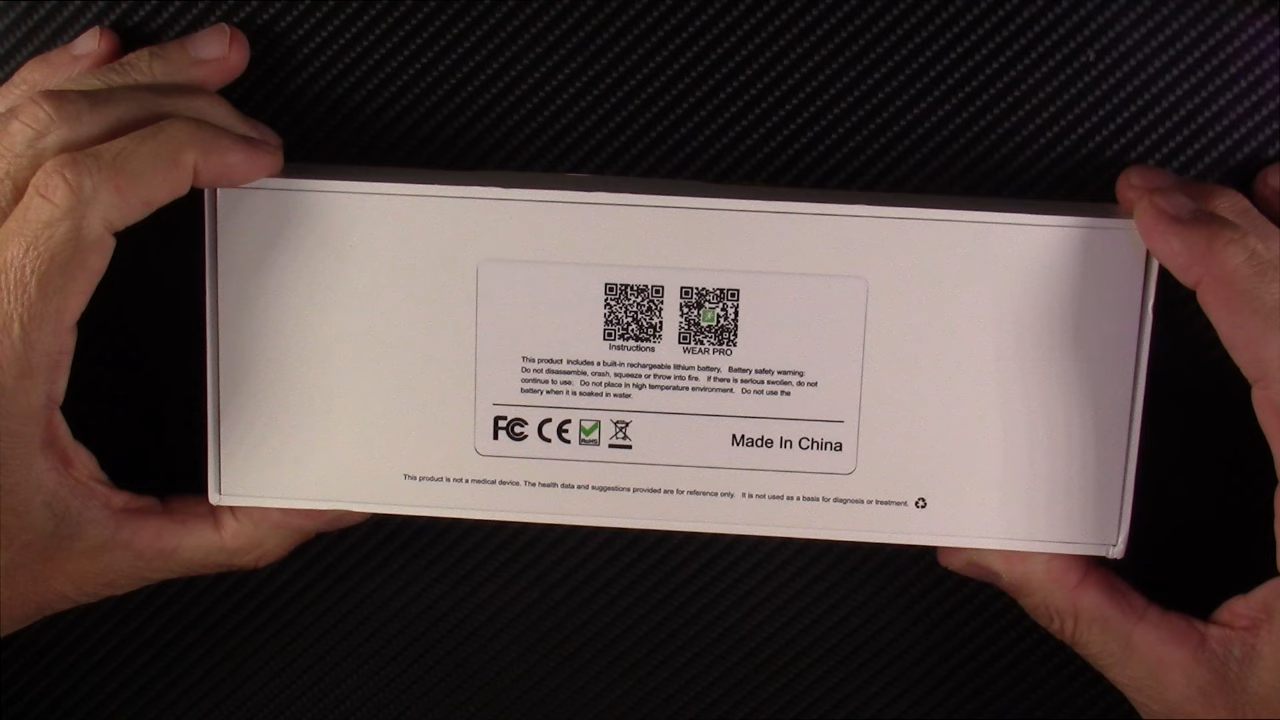 Instructions
WEAR PRO
This product includes a built-in rechargeable lithium battery, Battery safety warning:
Do not disassemble, crash, squeeze or throw into fire. If there is serious swollen, do not
continue to use. Do not place in high temperature environment. Do not use the
battery when it is soaked in water.
FC CE RoHS
Made In China
This product is not a medical device. The health data and suggestions provided are for reference only. It is not used as a basis for diagnosis or treatment.